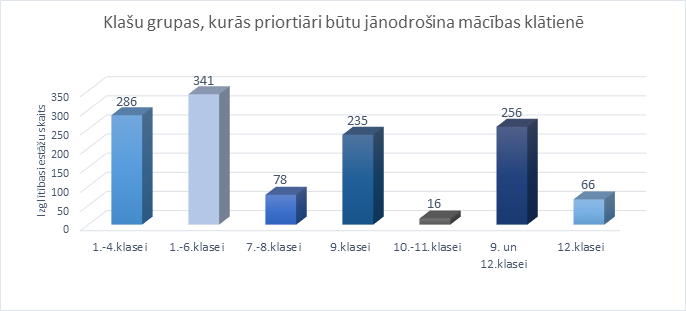 Klašu grupas, kurās priortiāri būtu jānodrošina mācības klātienē
Izglītībasi estāžu skaits
350
300
250
200
150
100
50
0
286
341
78
235
16
256
66
1.-4.klasei
1.-6.klasei
7.-8.klasei
9.klasei
10.-11.klasei
9. un
12.klasei
12.klasei